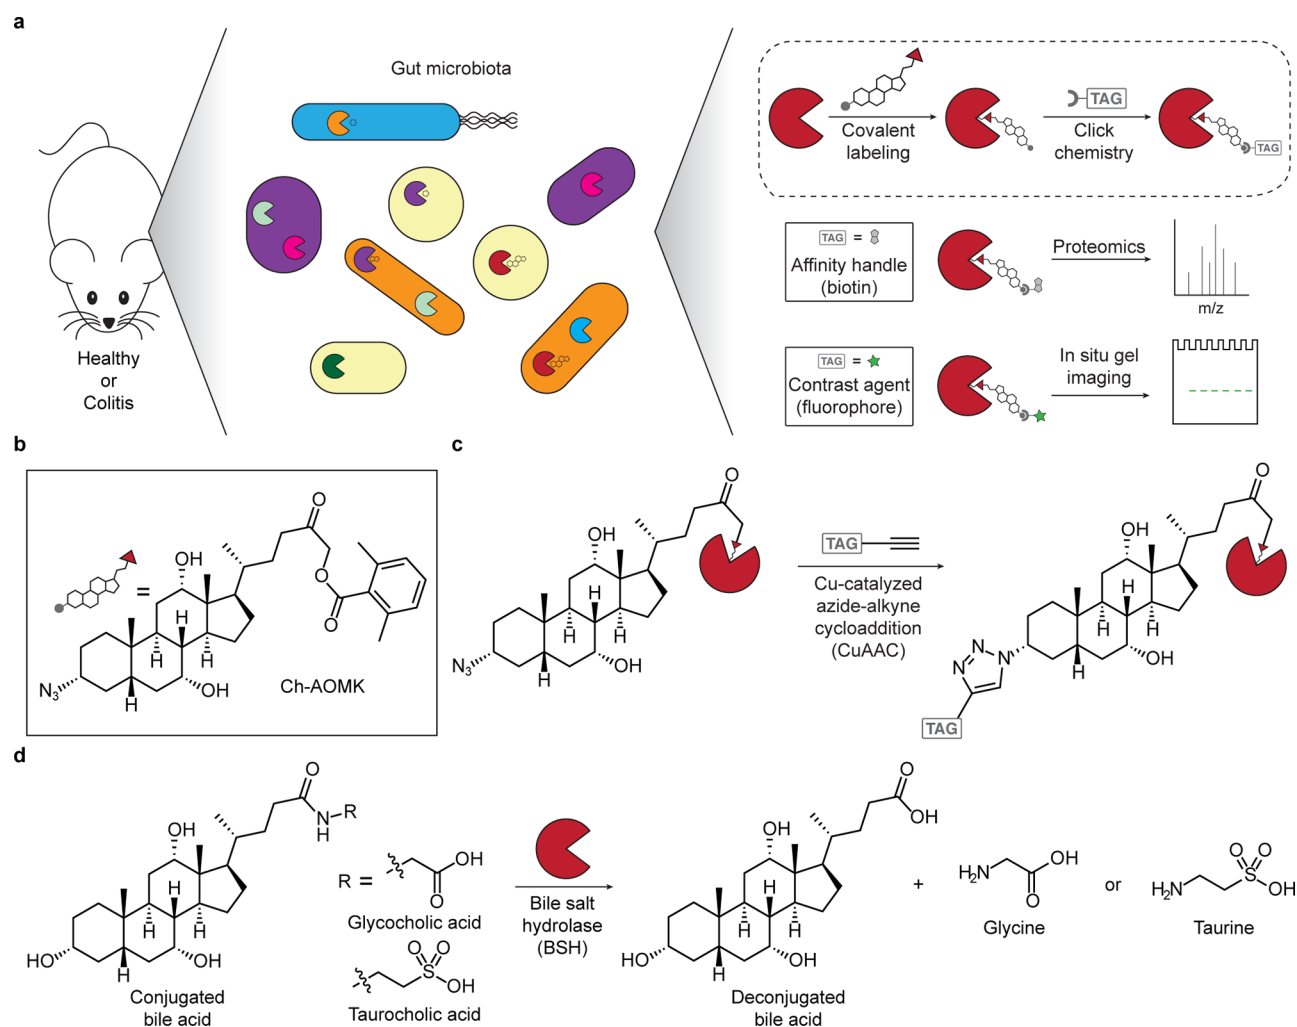 a
Gut microbiota
Healthy
or
Colitis
Covalent
labeling
TAG
Click
chemistry
TAG
TAG =
Affinity handle
(biotin)
Proteomics
m/z
TAG =
Contrast agent
(fluorophore)
In situ gel
imaging
b
=
OH
O
O
O
H
H
H
H
N3
OH
Ch-AOMK
c
O
OH
H
H
H
H
N3
OH
TAG
Cu-catalyzed
azide-alkyne
cycloaddition
(CuAAC)
O
OH
H
H
H
H
N
N
N
OH
TAG
d
O
N
H
R
OH
H
H
H
H
HO
OH
Conjugated
bile acid
R =
OH
O
Glycocholic acid
O
O
S
OH
Taurocholic acid
Bile salt
hydrolase
(BSH)
O
OH
OH
H
H
H
H
HO
OH
Deconjugated
bile acid
+
H2N
OH
O
Glycine
or
H2N
O
O
S
OH
Taurine